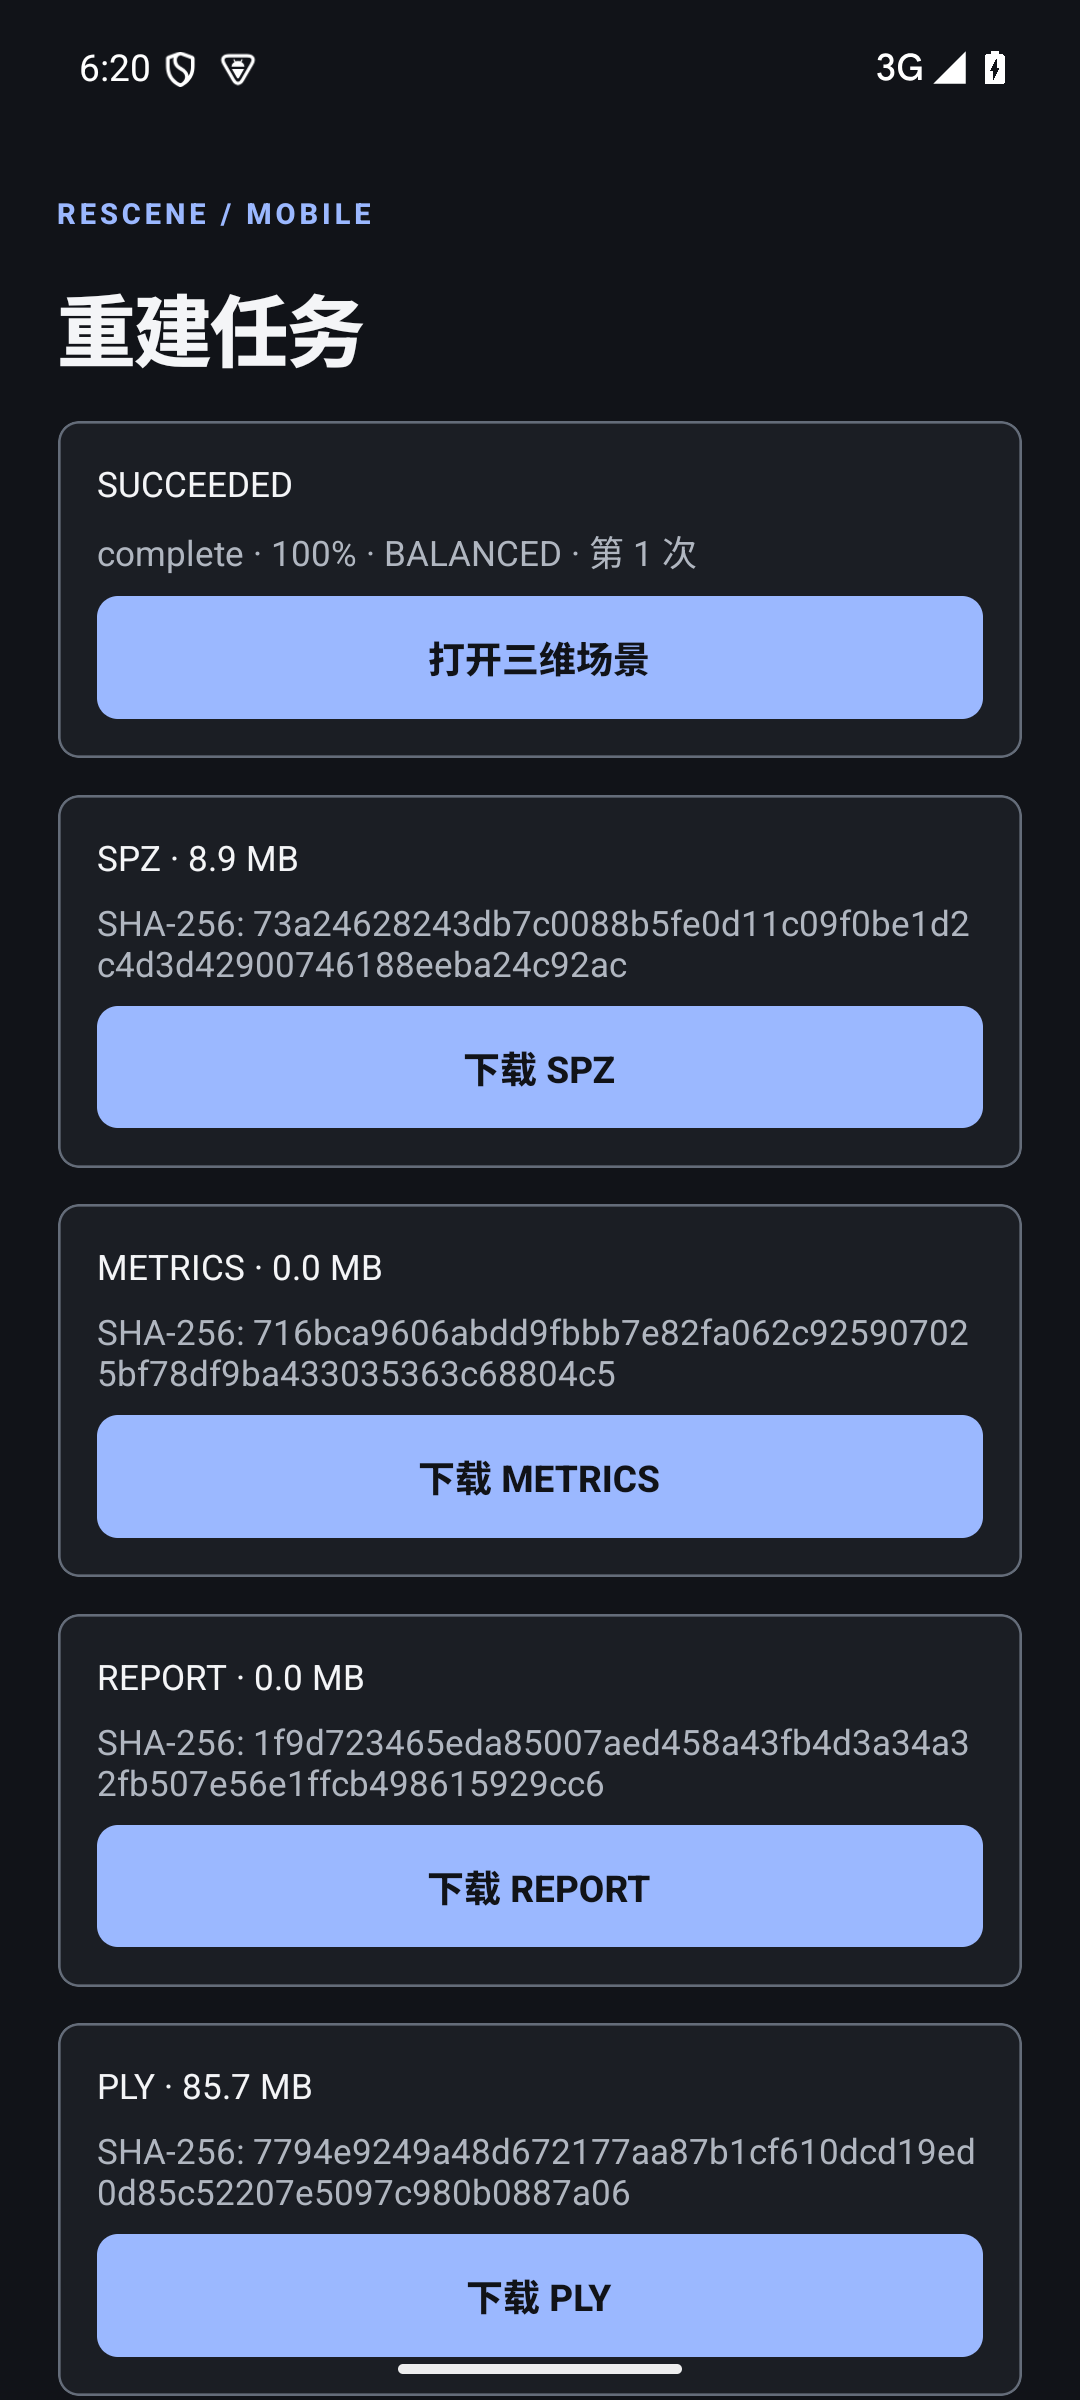 6:20
3G
RESCENE / MOBILE
重建任务
SUCCEEDED
complete · 100% · BALANCED · 第 1 次
打开三维场景
SPZ · 8.9 MB
SHA-256: 73a24628243db7c0088b5fe0d11c09f0be1d2
c4d3d42900746188eeba24c92ac
下载 SPZ
METRICS · 0.0 MB
SHA-256: 716bca9606abdd9fbbb7e82fa062c92590702
5bf78df9ba433035363c68804c5
下载 METRICS
REPORT · 0.0 MB
SHA-256: 1f9d723465eda85007aed458a43fb4d3a34a3
2fb507e56e1ffcb498615929cc6
下载 REPORT
PLY · 85.7 MB
SHA-256: 7794e9249a48d672177aa87b1cf610dcd19ed
0d85c52207e5097c980b0887a06
下载 PLY